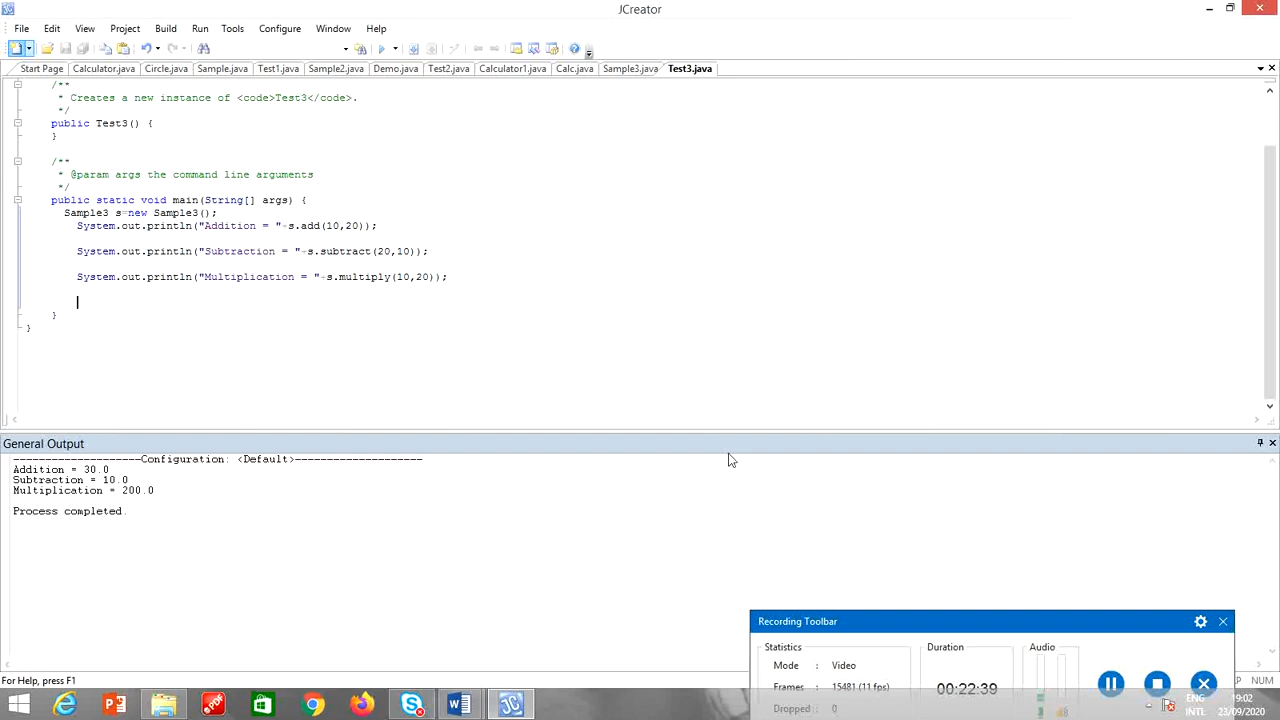 JCreator
File Edit View Project Build Run Tools Configure Window Help
Start Page Calculator.java Circle.java Sample.java Test1.java Sample2.java Demo.java Test2.java Calculator1.java Calc.java Sample3.java Test3.java
/**
* Creates a new instance of <code>Test3</code>.
*/
public Test3() {
}
/**
* @param args the command line arguments
*/
public static void main(String[] args) {
Sample3 s=new Sample3();
System.out.println("Addition = "+s.add(10,20));
System.out.println("Subtraction = "+s.subtract(20,10));
System.out.println("Multiplication = "+s.multiply(10,20));
}
}
General Output
--------------------Configuration: <Default>--------------------
Addition = 30.0
Subtraction = 10.0
Multiplication = 200.0
Process completed.
Recording Toolbar
Statistics Duration Audio
Mode : Video
Frames : 15481 (11 fps) 00:22:39
Dropped : 0
For Help, press F1
NUM
ENG 19:02
INTL 23/09/2020